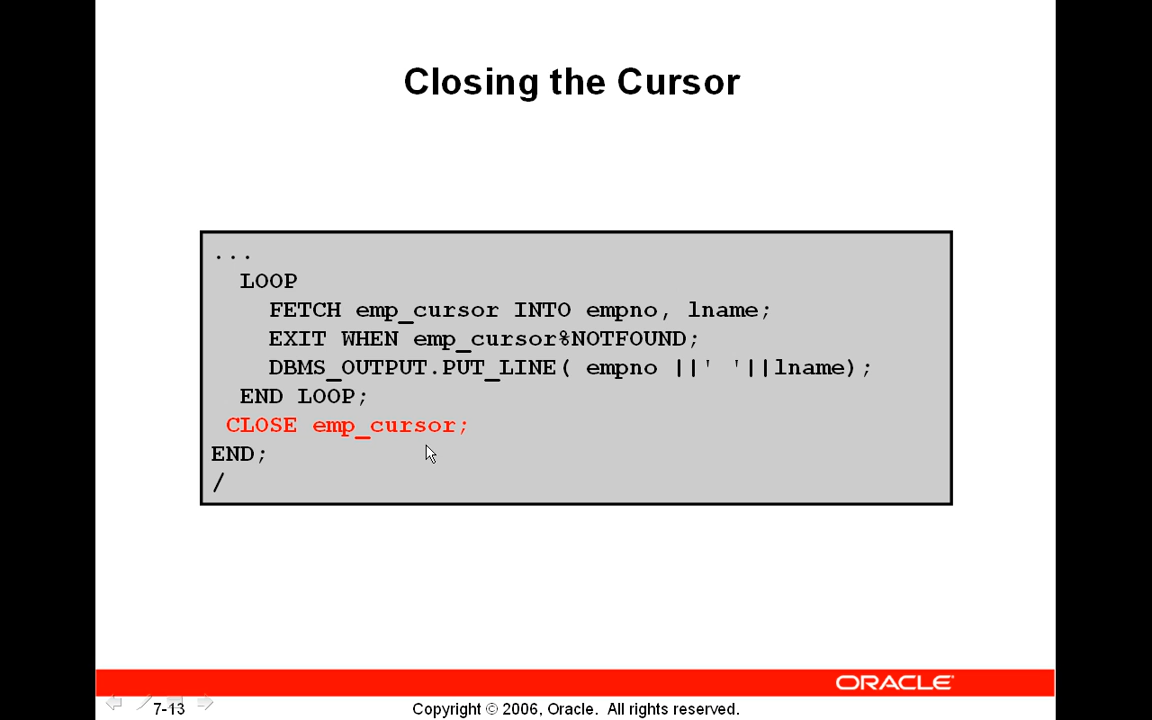 Closing the Cursor
...
LOOP
FETCH emp_cursor INTO empno, lname;
EXIT WHEN emp_cursor%NOTFOUND;
DBMS_OUTPUT.PUT_LINE( empno ||' '||lname);
END LOOP;
CLOSE emp_cursor;
END;
/
ORACLE
7-13
Copyright © 2006, Oracle. All rights reserved.